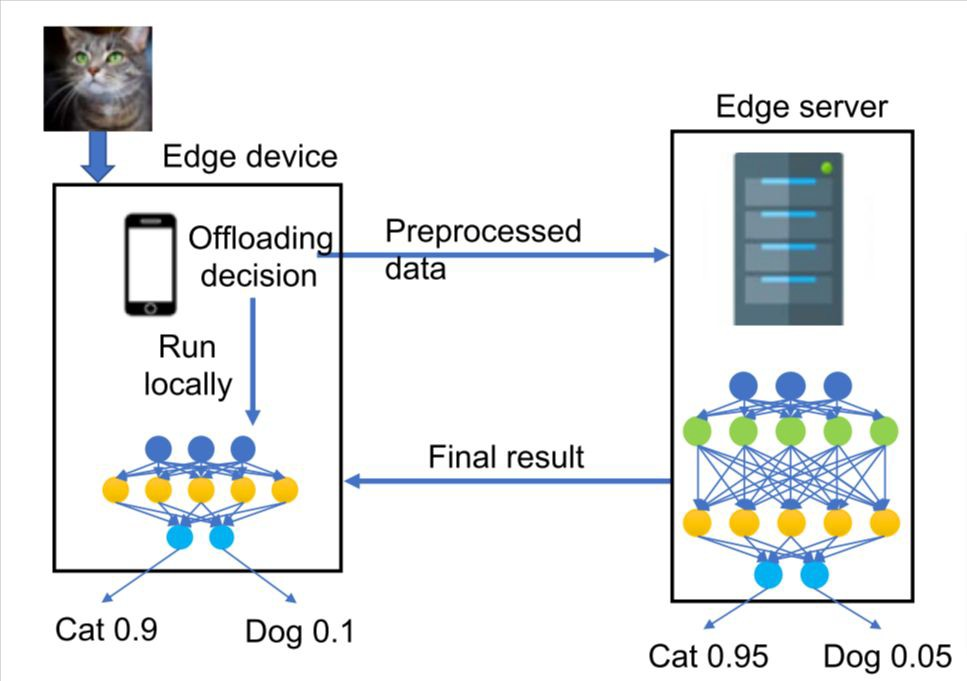 Edge server
Edge device
Offloading
decision
Preprocessed
data
Run
locally
Final result
Cat 0.9
Dog 0.1
Cat 0.95
Dog 0.05